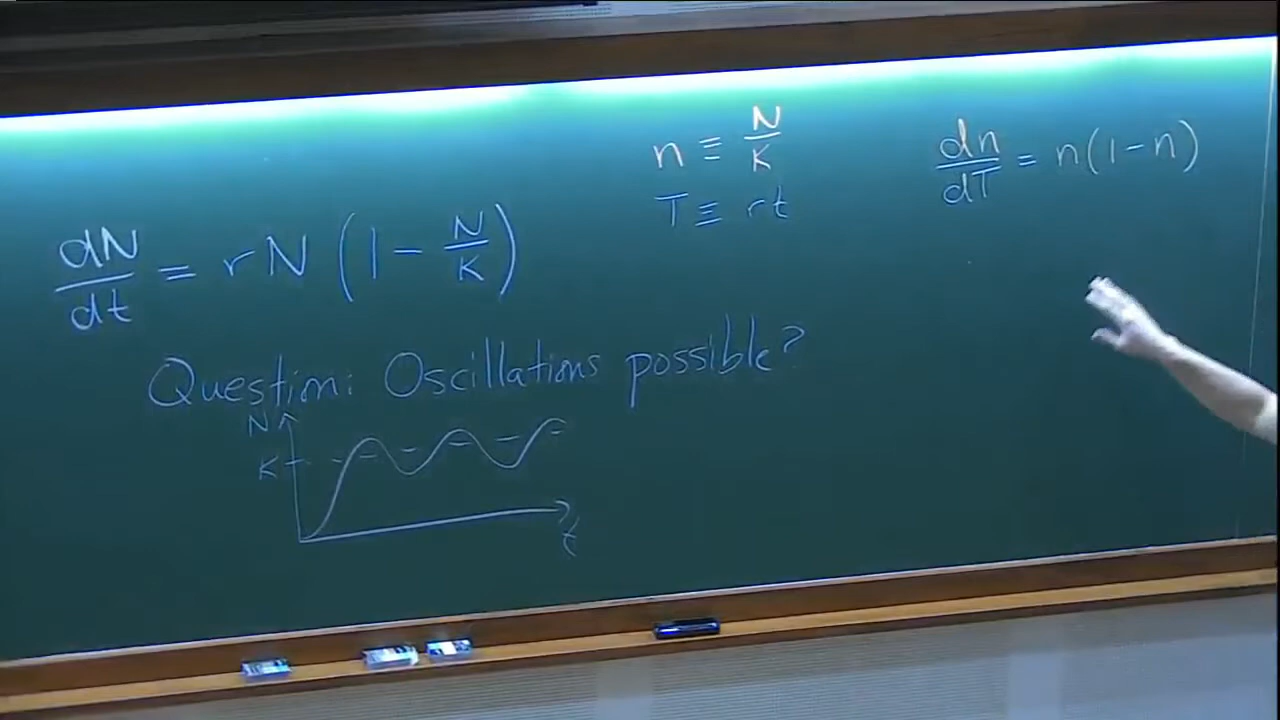 dN/dt = rN (1 - N/K)
Question: Oscillations possible?
N
K
t
n ≡ N/K
T ≡ rt
dn/dT = n(1-n)